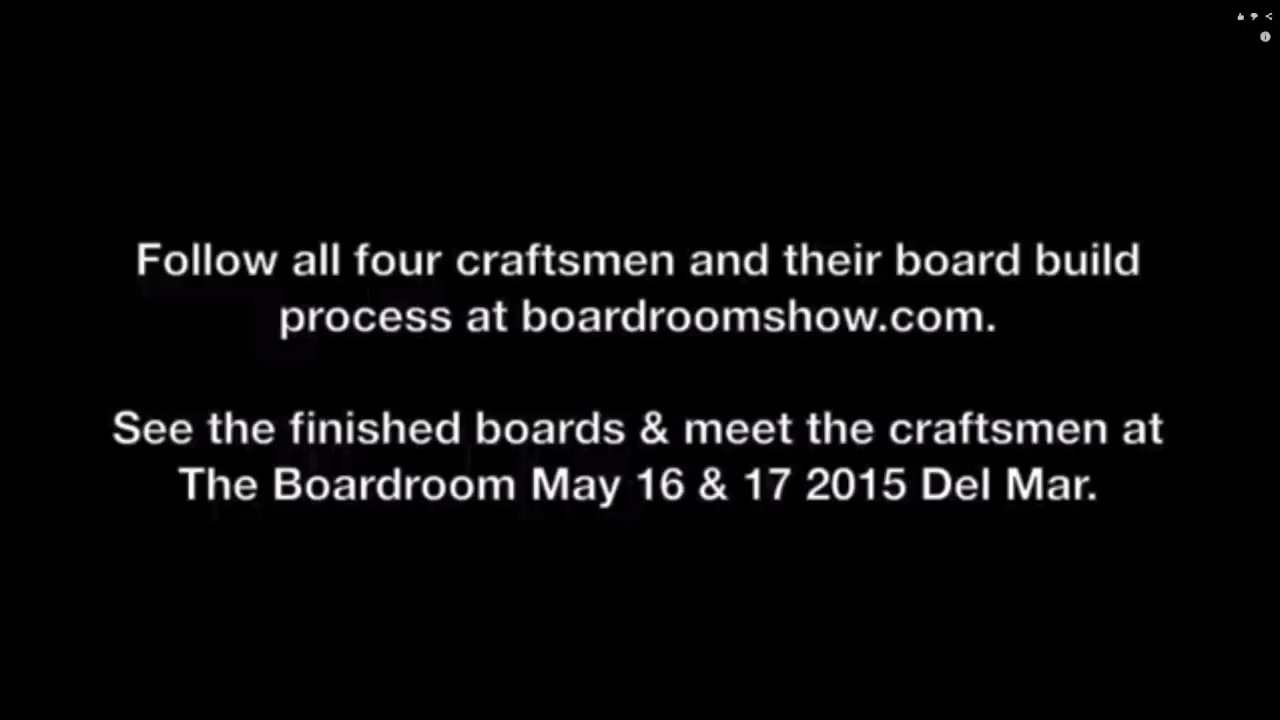 Follow all four craftsmen and their board build
process at boardroomshow.com.
See the finished boards & meet the craftsmen at
The Boardroom May 16 & 17 2015 Del Mar.